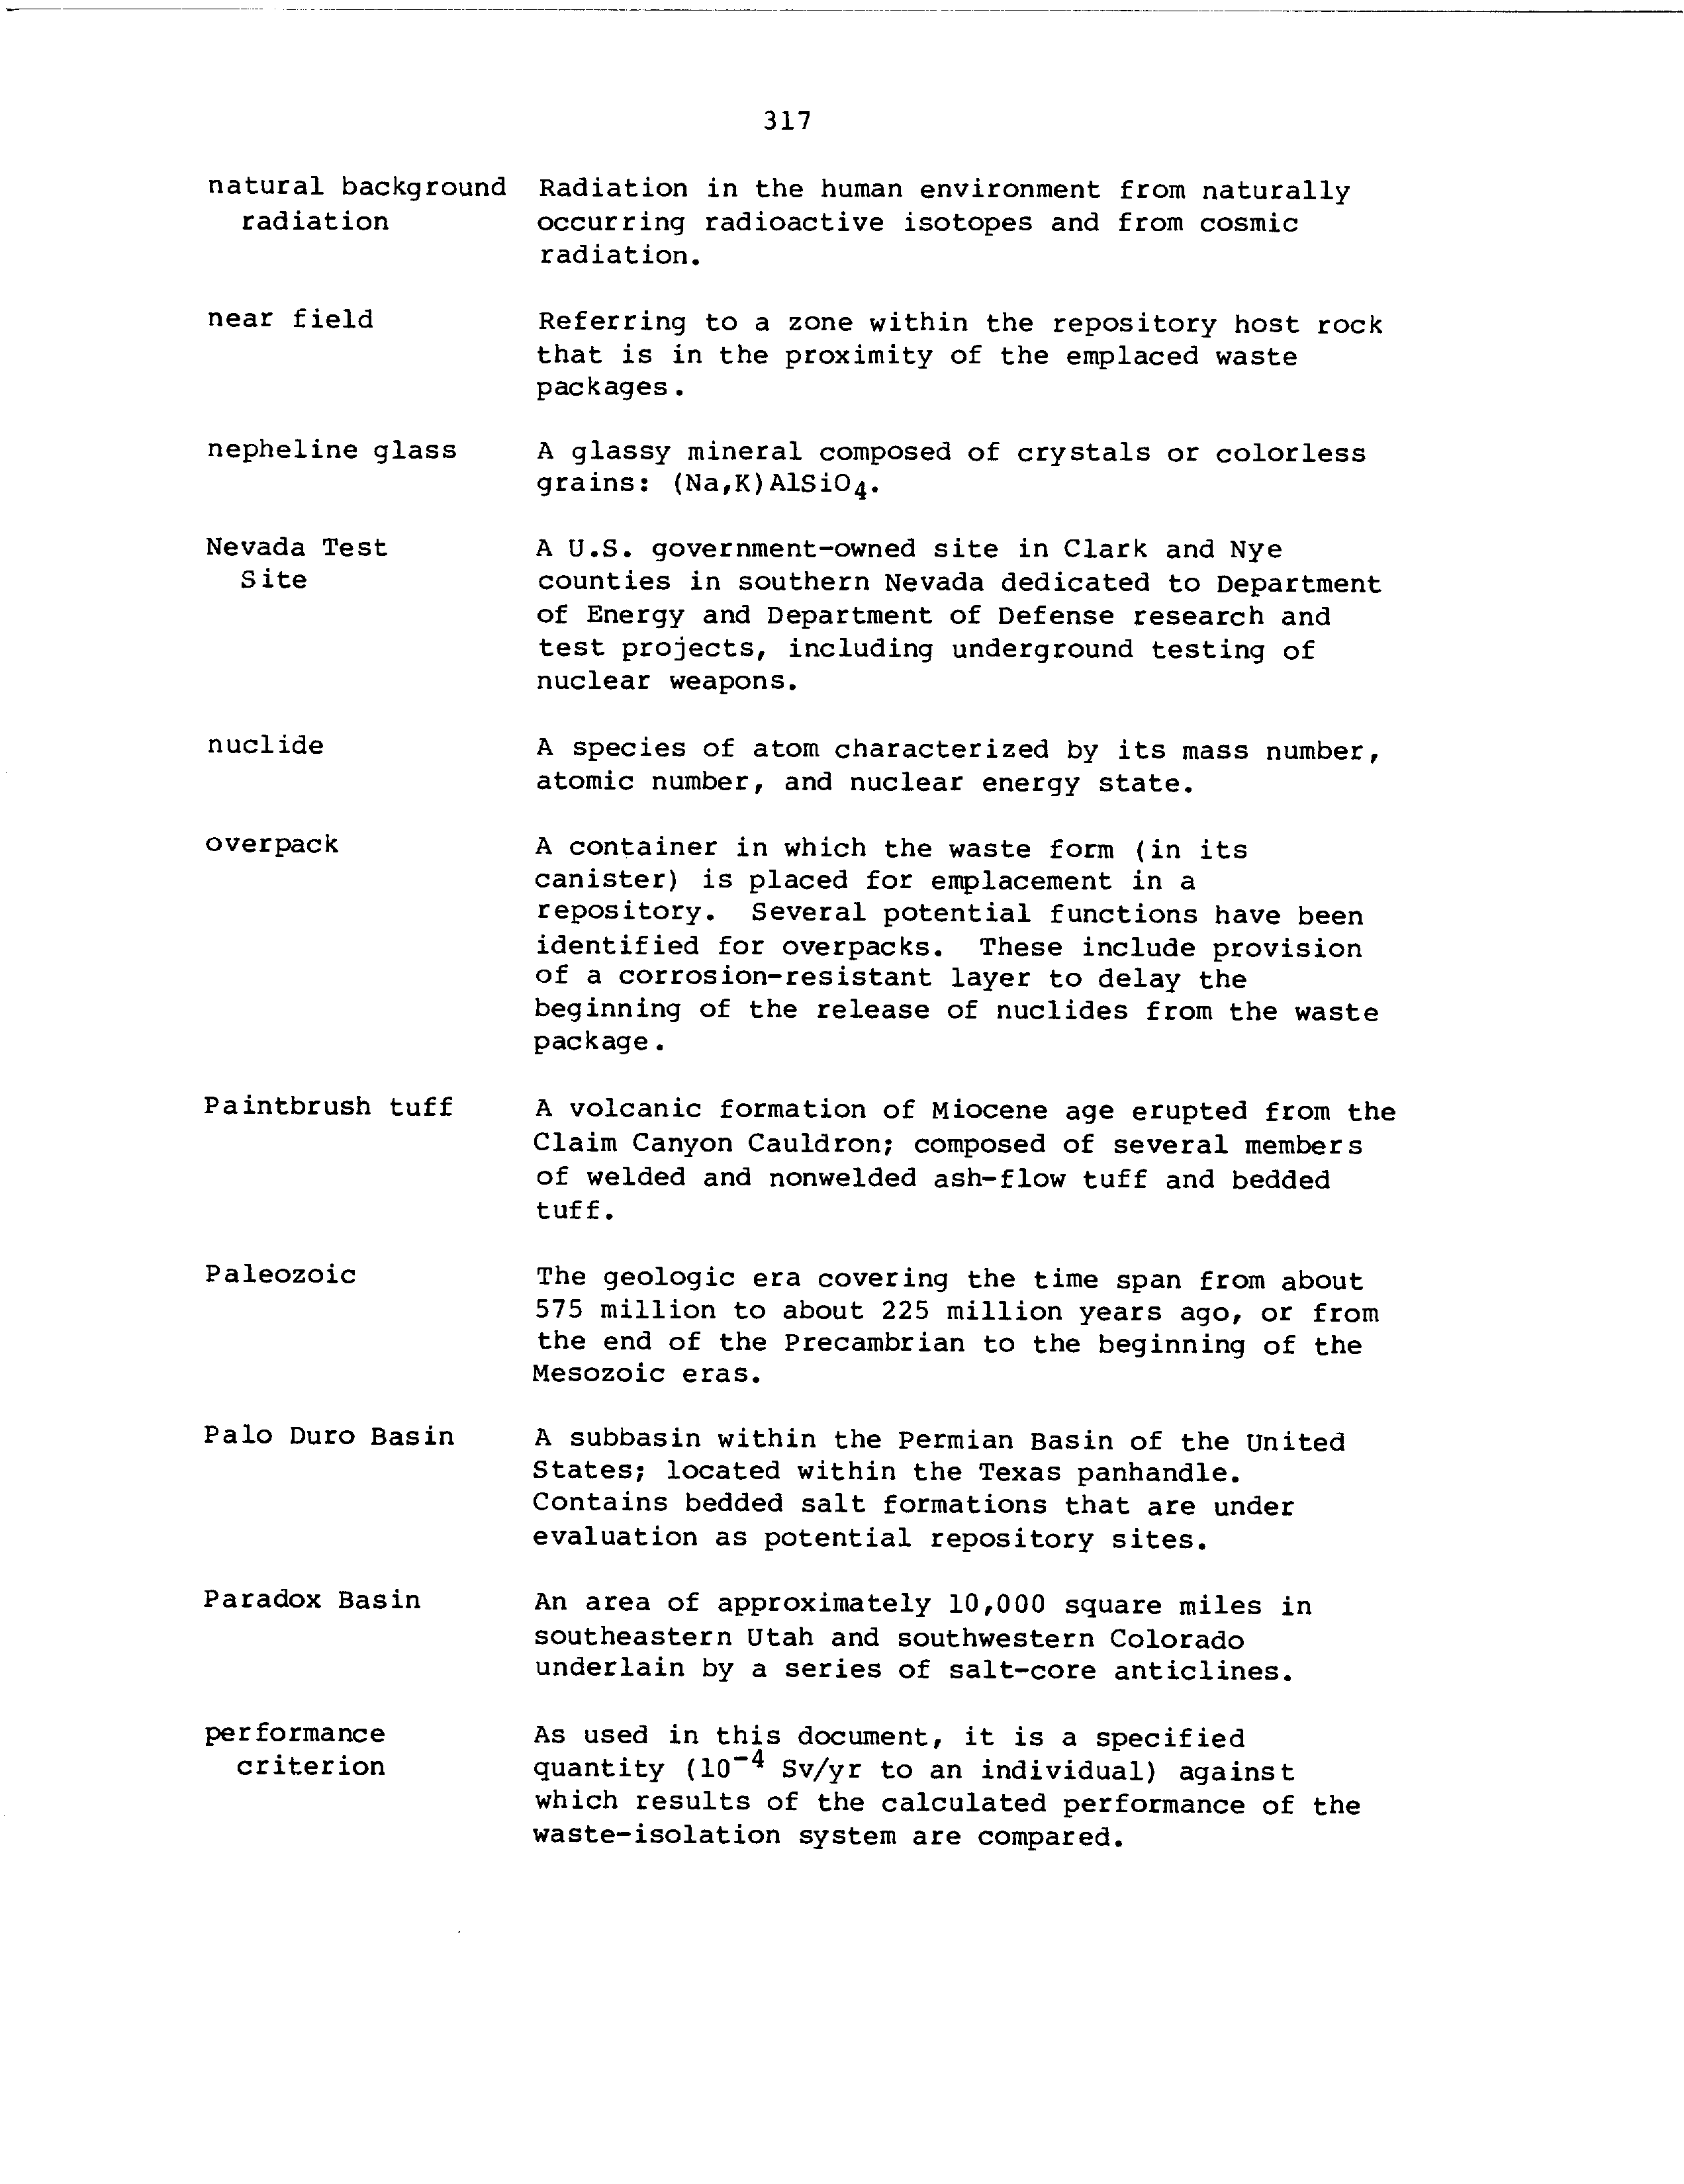 317
natural background Radiation in the human environment from naturally
radiation occurring radioactive isotopes and from cosmic
radiation.
near field Referring to a zone within the repository host rock
that is in the proximity of the emplaced waste
packages.
nepheline glass A glassy mineral composed of crystals or colorless
grains: (Na,K)AlSiO₄.
Nevada Test A U.S. government-owned site in Clark and Nye
Site counties in southern Nevada dedicated to Department
of Energy and Department of Defense research and
test projects, including underground testing of
nuclear weapons.
nuclide A species of atom characterized by its mass number,
atomic number, and nuclear energy state.
overpack A container in which the waste form (in its
canister) is placed for emplacement in a
repository. Several potential functions have been
identified for overpacks. These include provision
of a corrosion-resistant layer to delay the
beginning of the release of nuclides from the waste
package.
Paintbrush tuff A volcanic formation of Miocene age erupted from the
Claim Canyon Cauldron; composed of several members
of welded and nonwelded ash-flow tuff and bedded
tuff.
Paleozoic The geologic era covering the time span from about
575 million to about 225 million years ago, or from
the end of the Precambrian to the beginning of the
Mesozoic eras.
Palo Duro Basin A subbasin within the Permian Basin of the United
States; located within the Texas panhandle.
Contains bedded salt formations that are under
evaluation as potential repository sites.
Paradox Basin An area of approximately 10,000 square miles in
southeastern Utah and southwestern Colorado
underlain by a series of salt-core anticlines.
performance As used in this document, it is a specified
criterion quantity (10⁻⁴ Sv/yr to an individual) against
which results of the calculated performance of the
waste-isolation system are compared.